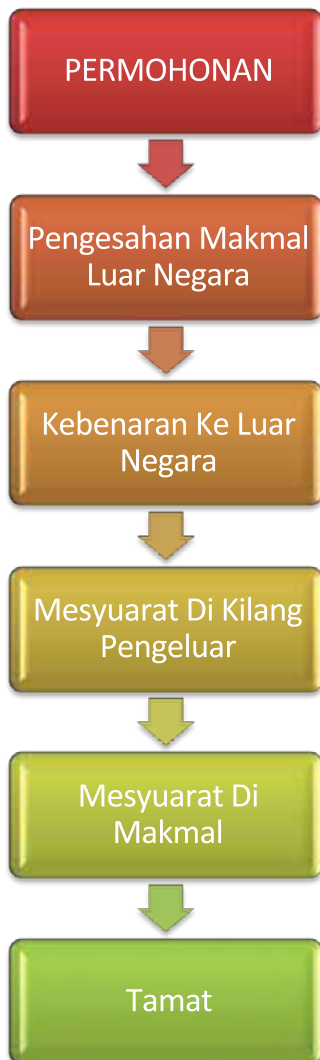 PERMOHONAN
Pengesahan Makmal
Luar Negara
Kebenaran Ke Luar
Negara
Mesyuarat Di Kilang
Pengeluar
Mesyuarat Di
Makmal
Tamat